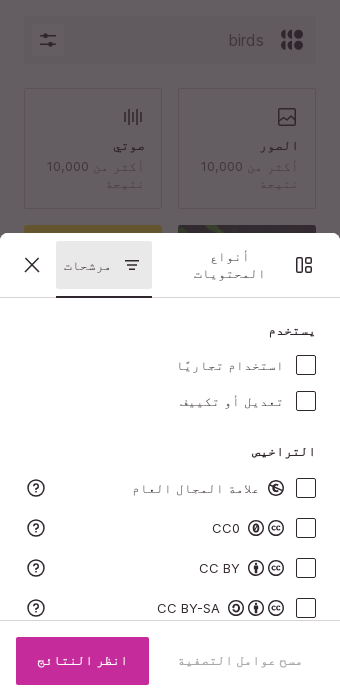 birds
الصور
أكثر من 10,000
نتيجة
صوتي
أكثر من 10,000
نتيجة
أنواع
المحتويات
مرشحات
يستخدم
استخدام تجاريًا
تعديل أو تكييف
التراخيص
علامة المجال العام
CC0
CC BY
CC BY-SA
مسح عوامل التصفية
انظر النتائج